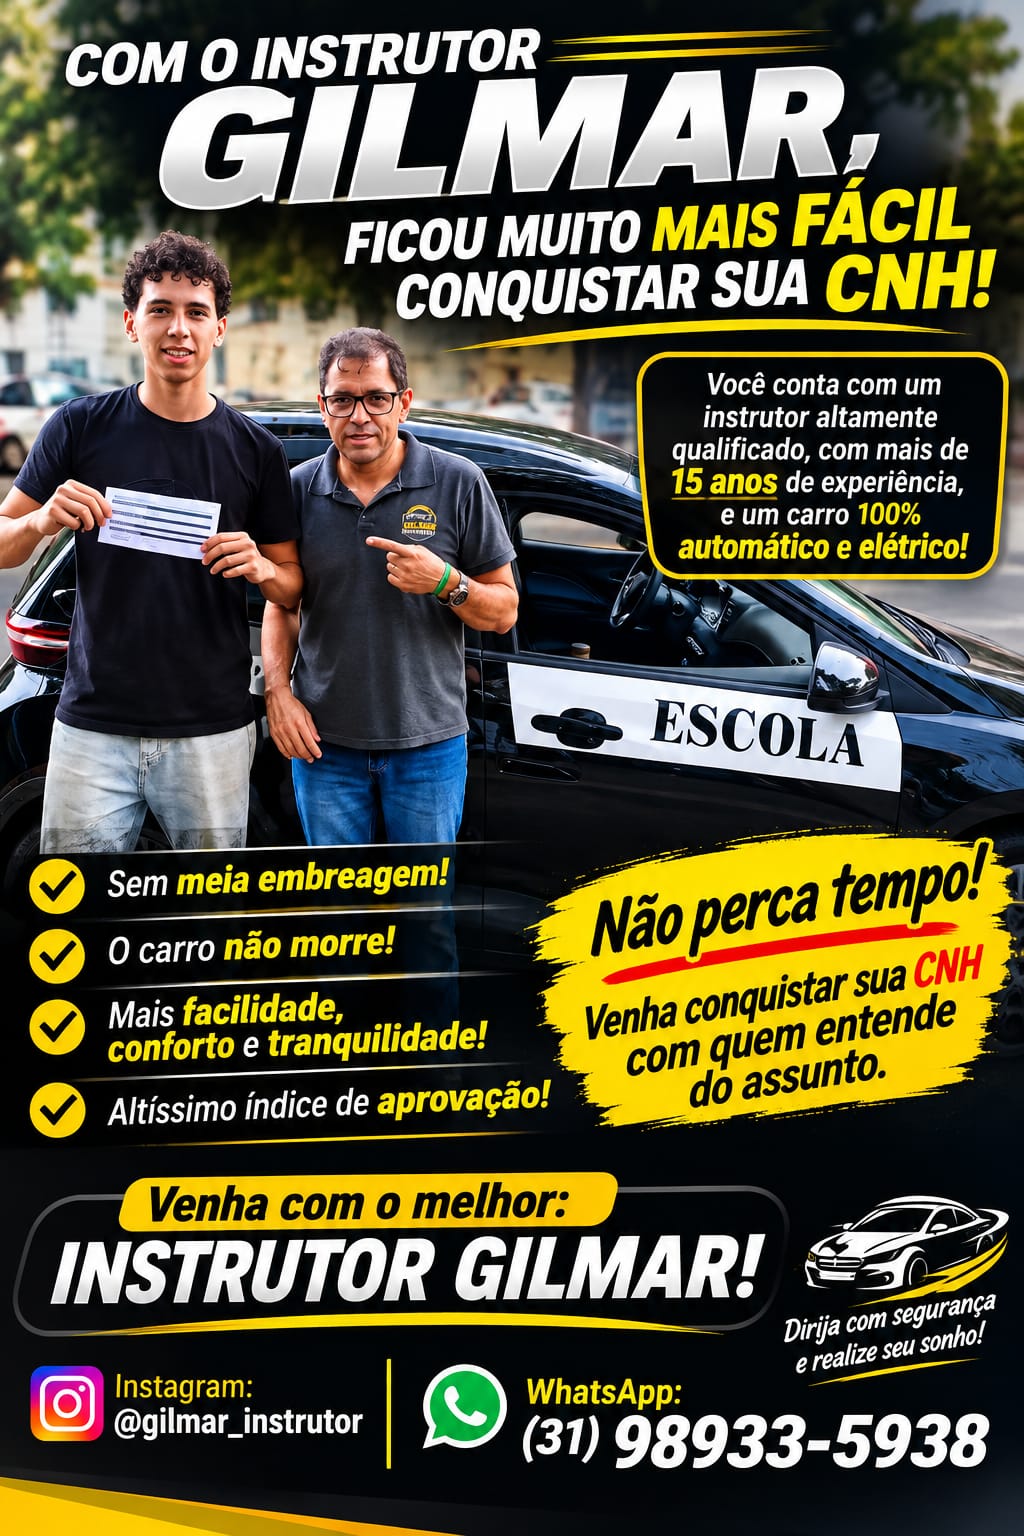 COM O INSTRUTOR
GILMAR,
FICOU MUITO MAIS FÁCIL
CONQUISTAR SUA CNH!
Você conta com um
instrutor altamente
qualificado, com mais de
15 anos de experiência,
e um carro 100%
automático e elétrico!
ESCOLA
Sem meia embreagem!
O carro não morre!
Mais facilidade,
conforto e tranquilidade!
Altíssimo índice de aprovação!
Não perca tempo!
Venha conquistar sua CNH
com quem entende
do assunto.
Venha com o melhor:
INSTRUTOR GILMAR!
Dirija com segurança
e realize seu sonho!
Instagram:
@gilmar_instrutor
WhatsApp:
(31) 98933-5938